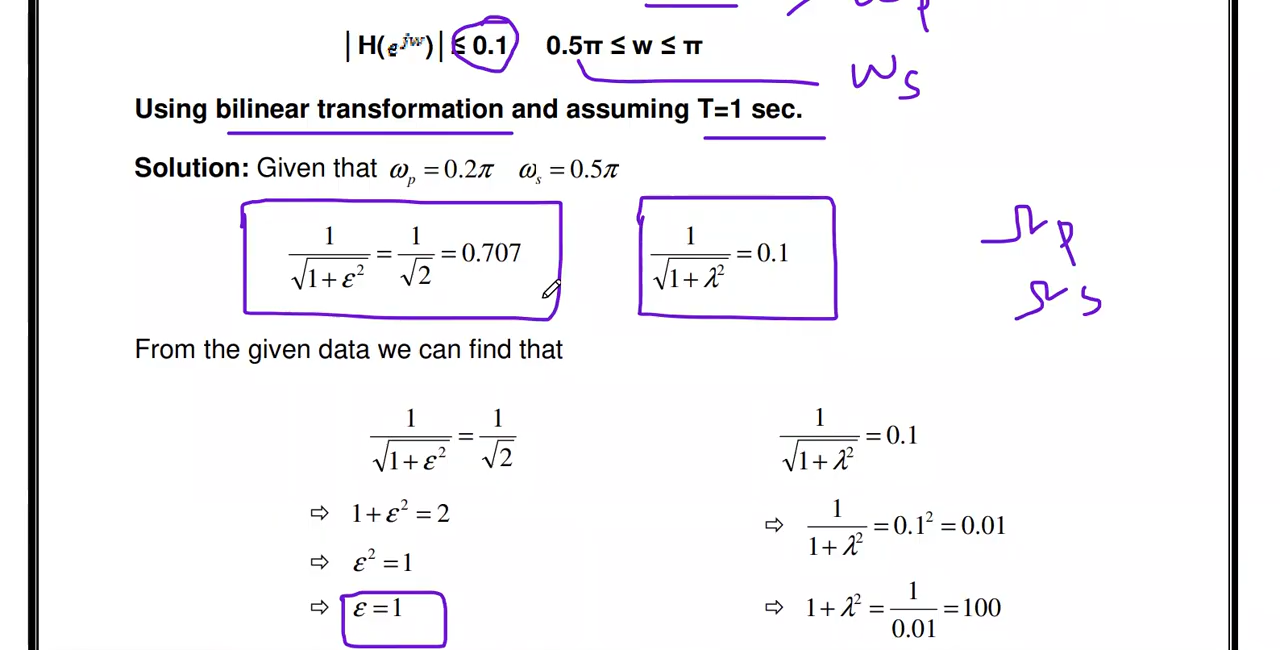 | H(e^{jw}) | ≤ 0.1 0.5π ≤ w ≤ π
p
ws
Using bilinear transformation and assuming T=1 sec.
Solution: Given that ω_p = 0.2π ω_s = 0.5π
1/√(1+ε²) = 1/√2 = 0.707 1/√(1+λ²) = 0.1
Ωp
Ωs
From the given data we can find that
1/√(1+ε²) = 1/√2 1/√(1+λ²) = 0.1
⇨ 1+ε² = 2 ⇨ 1/(1+λ²) = 0.1² = 0.01
⇨ ε² = 1
⇨ ε = 1 ⇨ 1+λ² = 1/0.01 = 100